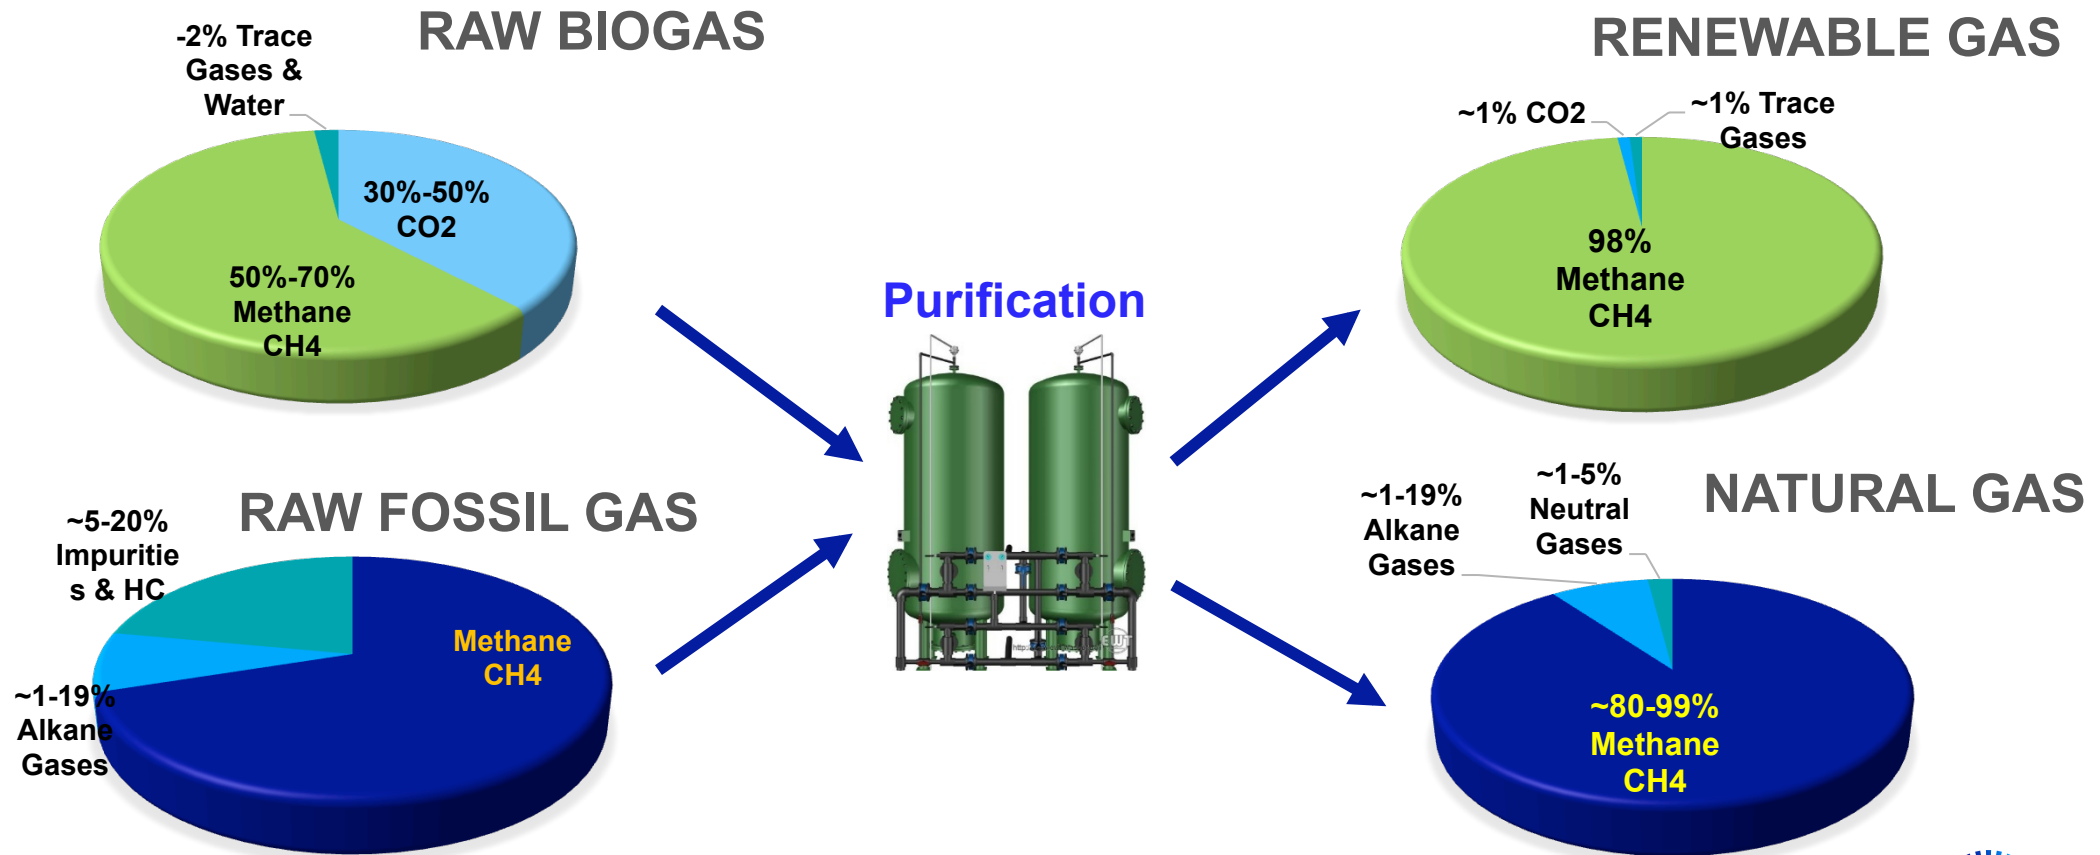 RAW BIOGAS
-2% Trace
Gases &
Water
30%-50%
CO2
50%-70%
Methane
CH4
RENEWABLE GAS
~1% CO2
~1% Trace
Gases
98%
Methane
CH4
Purification
RAW FOSSIL GAS
~5-20%
Impuritie
s & HC
Methane
CH4
~1-19%
Alkane
Gases
NATURAL GAS
~1-19%
Alkane
Gases
~1-5%
Neutral
Gases
~80-99%
Methane
CH4